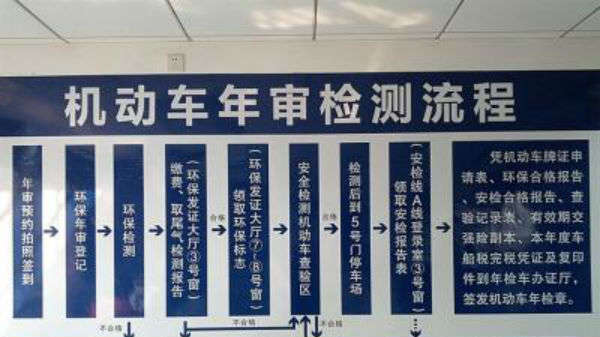 机动车年审检测流程
年审预约拍照签到
环保年审登记
环保检测
缴费、取尾气检测报告
(环保发证大厅③号窗)
合格
领取环保标志
(环保发证大厅⑦-⑧号窗)
安全检测机动车查验区
合格
检测后到5号门停车场
领取安检报告表
(安检线A线登录室③号窗)
凭机动车牌证申
请表、环保合格报告
、安检合格报告、查
验记录表、有效期交
强险副本、本年度车
船税完税凭证及复印
件到年检车办证厅,
签发机动车年检章。
不合格
不合格
不合格